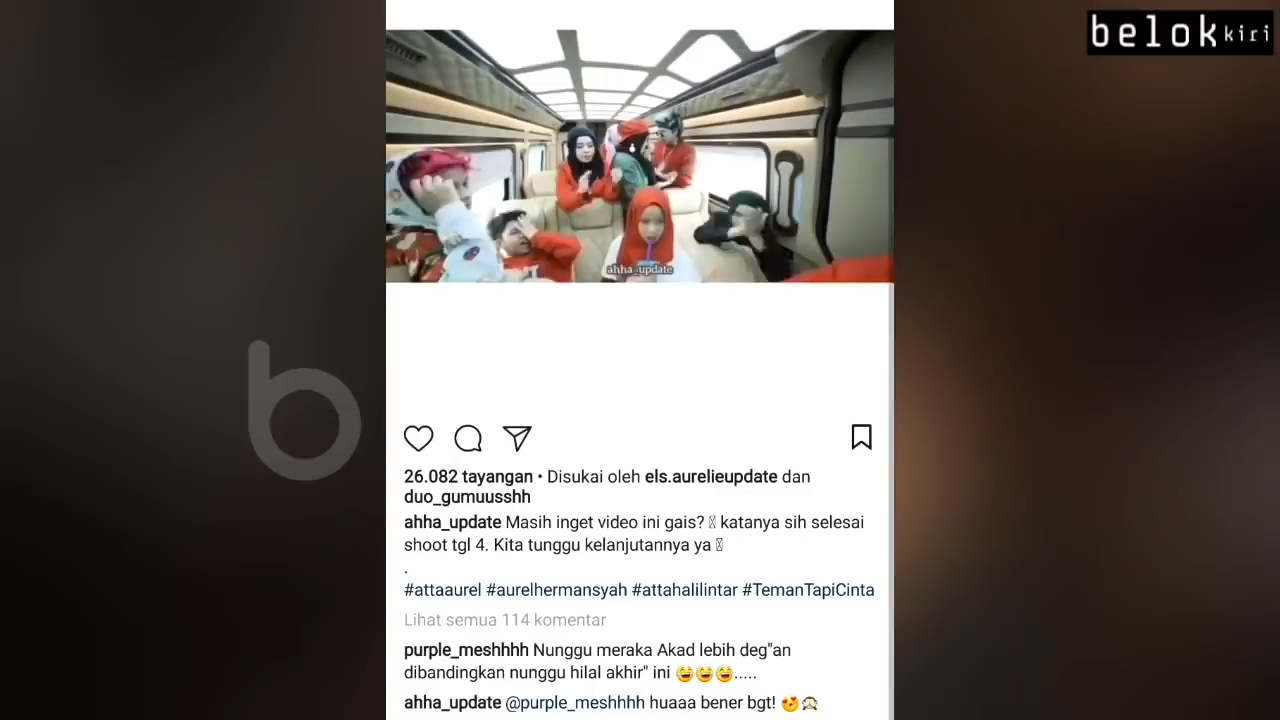 belok kiri
ahha_update
26.082 tayangan • Disukai oleh els.aurelieupdate dan
duo_gumuusshh
ahha_update Masih inget video ini gais? katanya sih selesai
shoot tgl 4. Kita tunggu kelanjutannya ya
.
#attaaurel #aurelhermansyah #attahalilintar #TemanTapiCinta
Lihat semua 114 komentar
purple_meshhhh Nunggu meraka Akad lebih deg"an
dibandingkan nunggu hilal akhir" ini 😆😆😆.....
ahha_update @purple_meshhhh huaaa bener bgt! 😍🙊
b